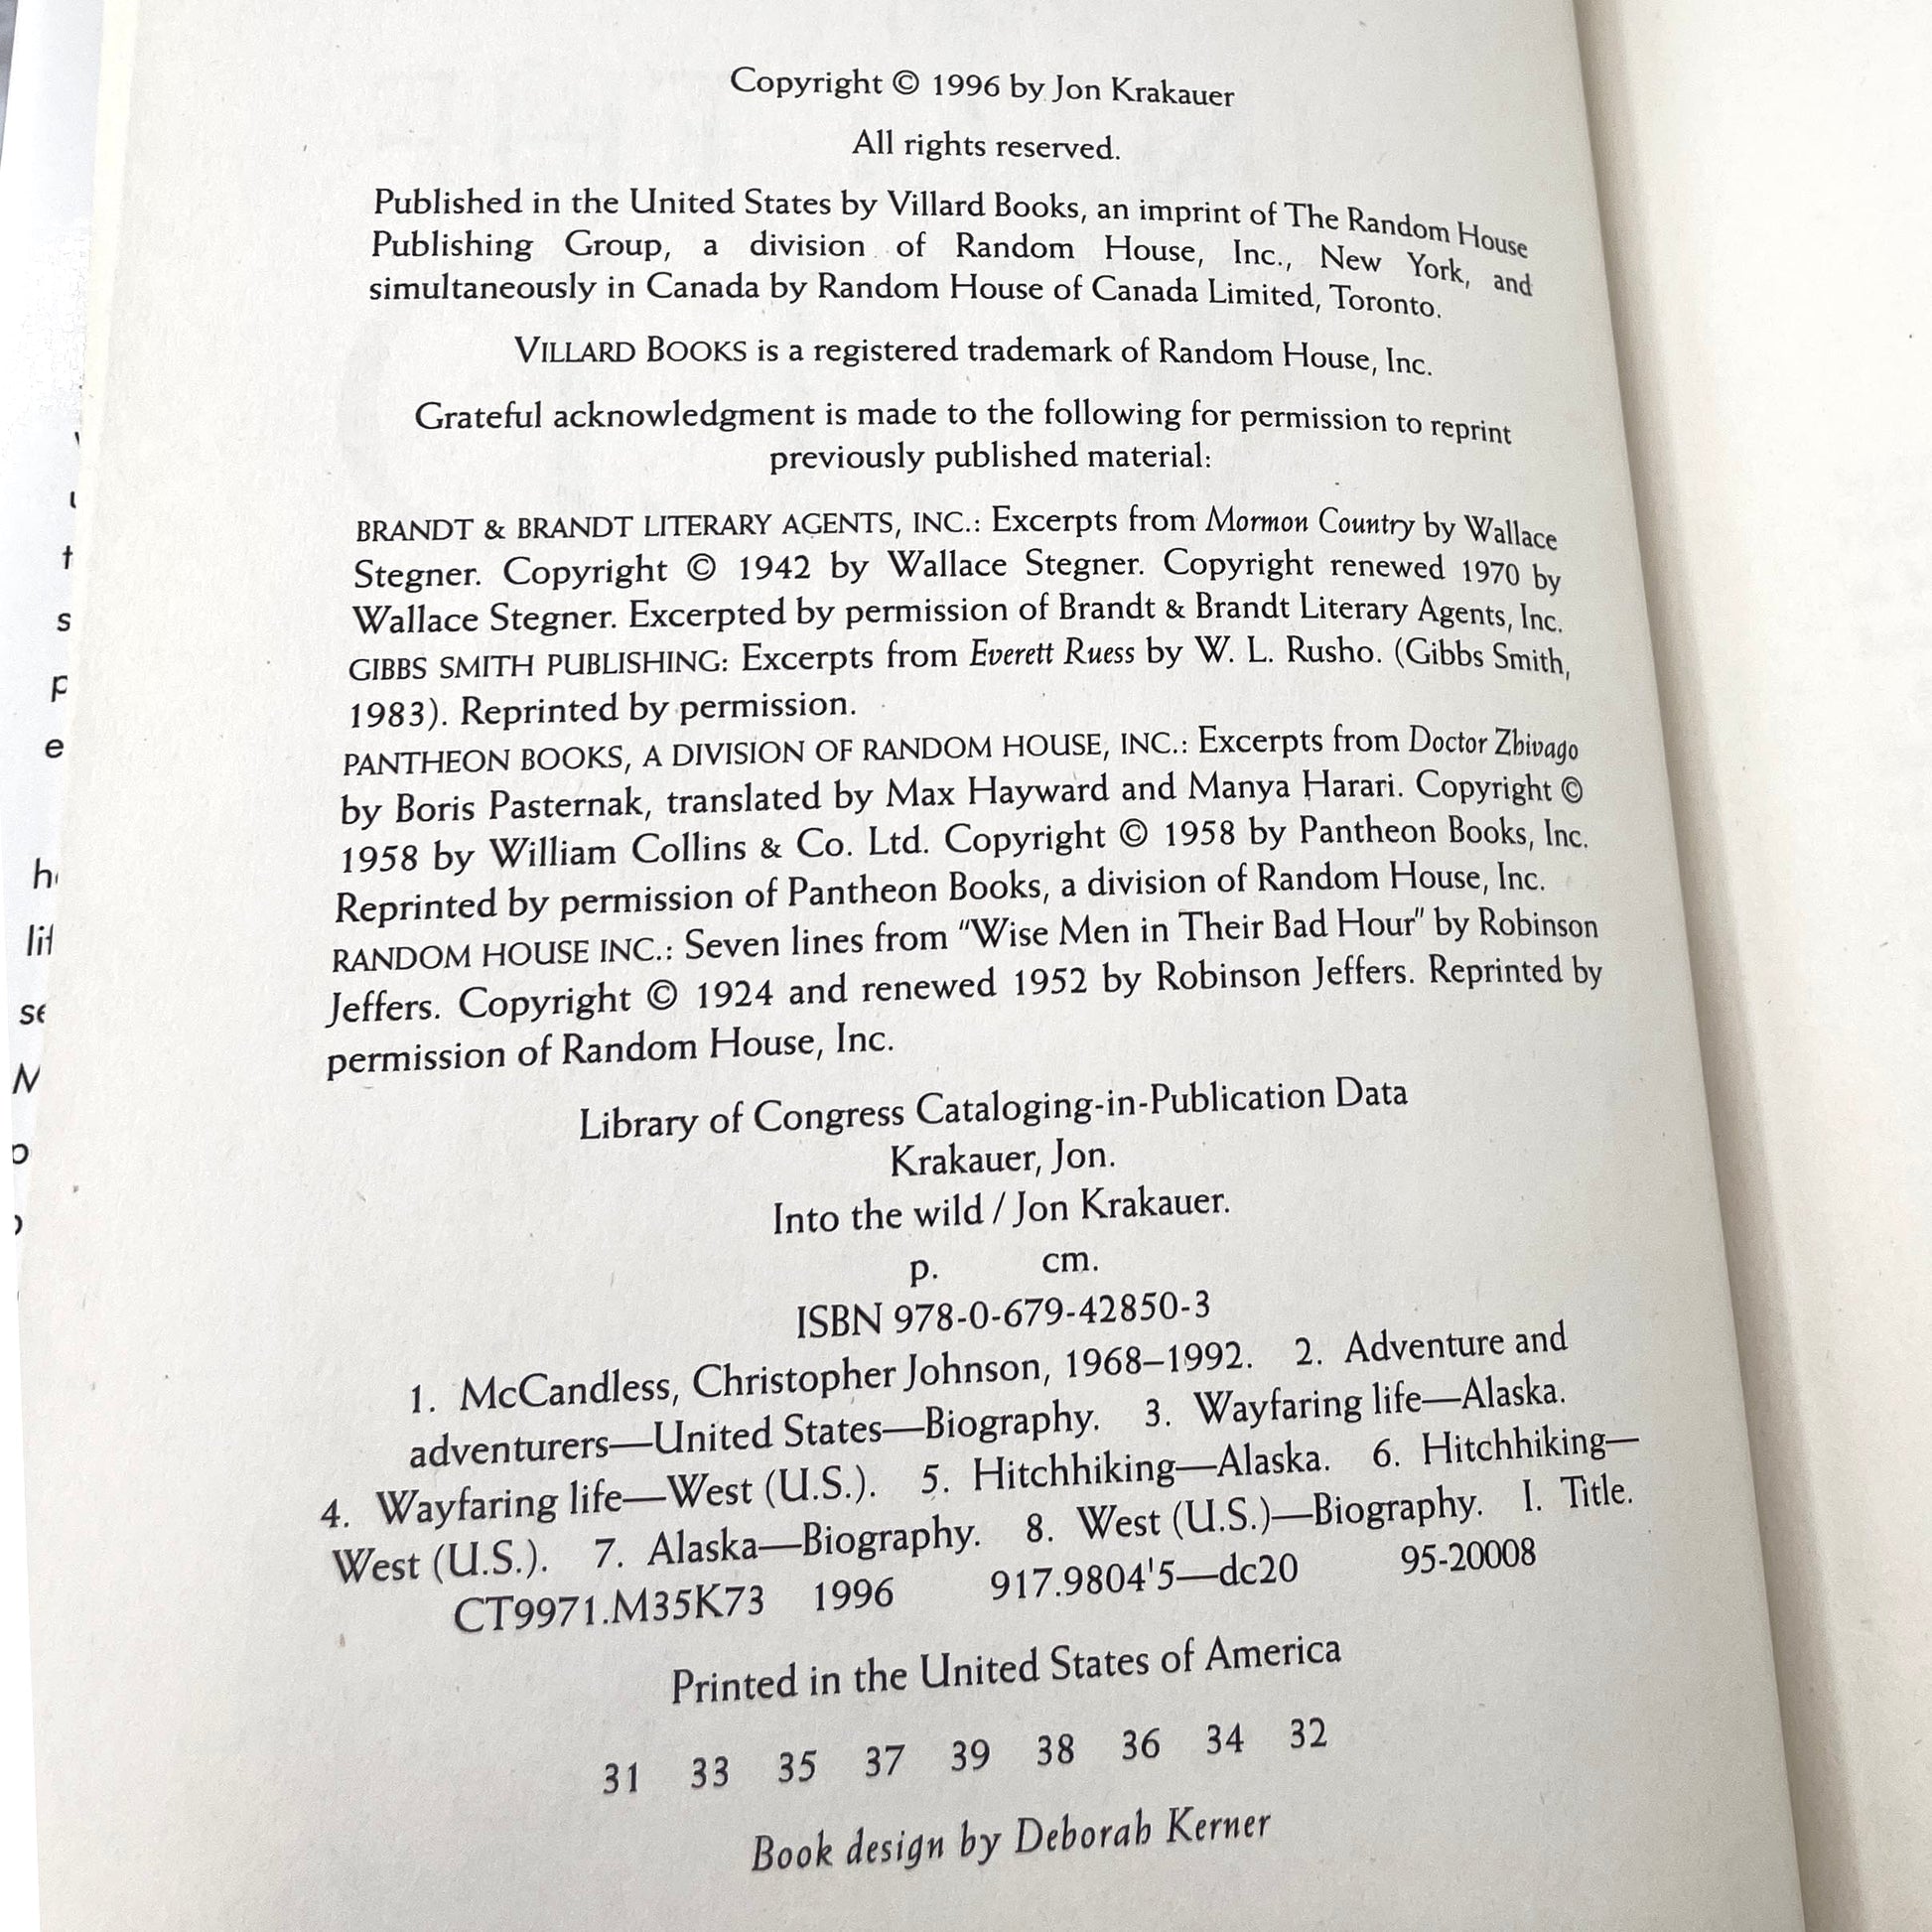 Copyright © 1996 by Jon Krakauer
All rights reserved.
Published in the United States by Villard Books, an imprint of The Random House
Publishing Group, a division of Random House, Inc., New York, and
simultaneously in Canada by Random House of Canada Limited, Toronto.
VILLARD BOOKS is a registered trademark of Random House, Inc.
Grateful acknowledgment is made to the following for permission to reprint
previously published material:
BRANDT & BRANDT LITERARY AGENTS, INC.: Excerpts from Mormon Country by Wallace
Stegner. Copyright © 1942 by Wallace Stegner. Copyright renewed 1970 by
Wallace Stegner. Excerpted by permission of Brandt & Brandt Literary Agents, Inc.
GIBBS SMITH PUBLISHING: Excerpts from Everett Ruess by W. L. Rusho. (Gibbs Smith,
1983). Reprinted by permission.
PANTHEON BOOKS, A DIVISION OF RANDOM HOUSE, INC.: Excerpts from Doctor Zhivago
by Boris Pasternak, translated by Max Hayward and Manya Harari. Copyright ©
1958 by William Collins & Co. Ltd. Copyright © 1958 by Pantheon Books, Inc.
Reprinted by permission of Pantheon Books, a division of Random House, Inc.
RANDOM HOUSE INC.: Seven lines from "Wise Men in Their Bad Hour" by Robinson
Jeffers. Copyright © 1924 and renewed 1952 by Robinson Jeffers. Reprinted by
permission of Random House, Inc.
Library of Congress Cataloging-in-Publication Data
Krakauer, Jon.
Into the wild / Jon Krakauer.
p. cm.
ISBN 978-0-679-42850-3
1. McCandless, Christopher Johnson, 1968–1992. 2. Adventure and
adventurers—United States—Biography. 3. Wayfaring life—Alaska.
4. Wayfaring life—West (U.S.). 5. Hitchhiking—Alaska. 6. Hitchhiking—
West (U.S.). 7. Alaska—Biography. 8. West (U.S.)—Biography. I. Title.
CT9971.M35K73 1996 917.9804'5—dc20 95-20008
Printed in the United States of America
31 33 35 37 39 38 36 34 32
Book design by Deborah Kerner